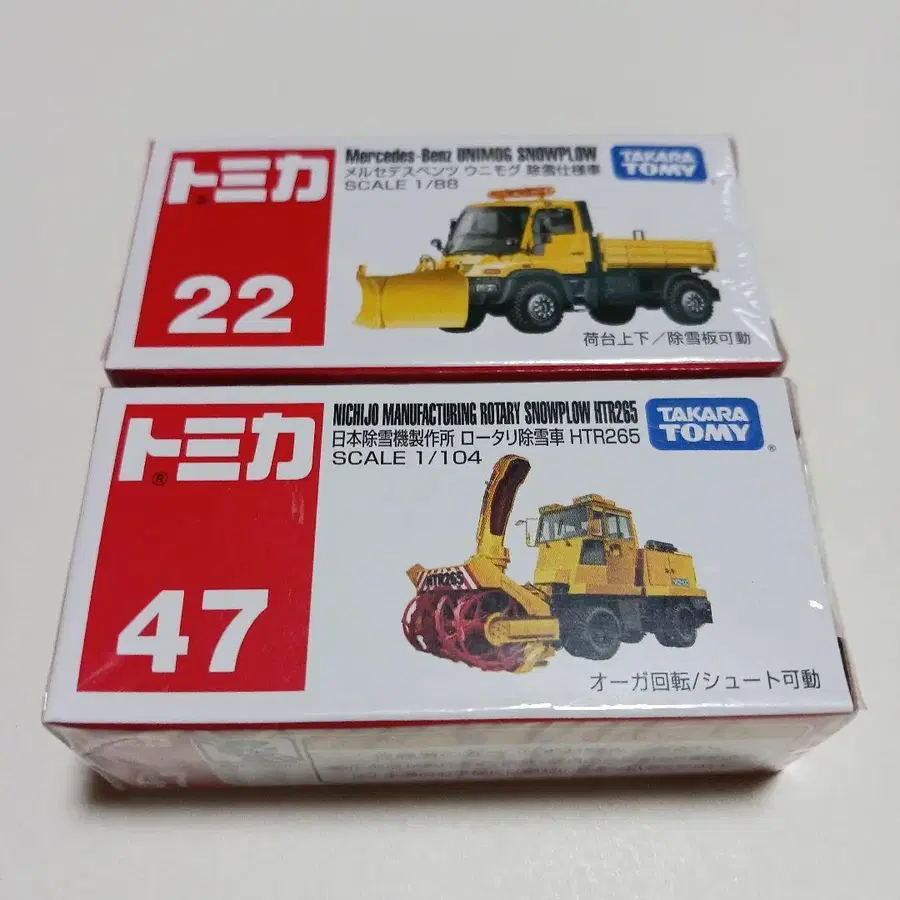 トミカ
22
Mercedes-Benz UNIMOG SNOWPLOW
メルセデスベンツ ウニモグ 除雪仕様車
SCALE 1/88
TAKARA
TOMY
荷台上下／除雪板可動
トミカ®
47
NICHIJO MANUFACTURING ROTARY SNOWPLOW HTR265
日本除雪機製作所 ロータリ除雪車 HTR265
SCALE 1/104
TAKARA
TOMY®
HTR265
オーガ回転/シュート可動